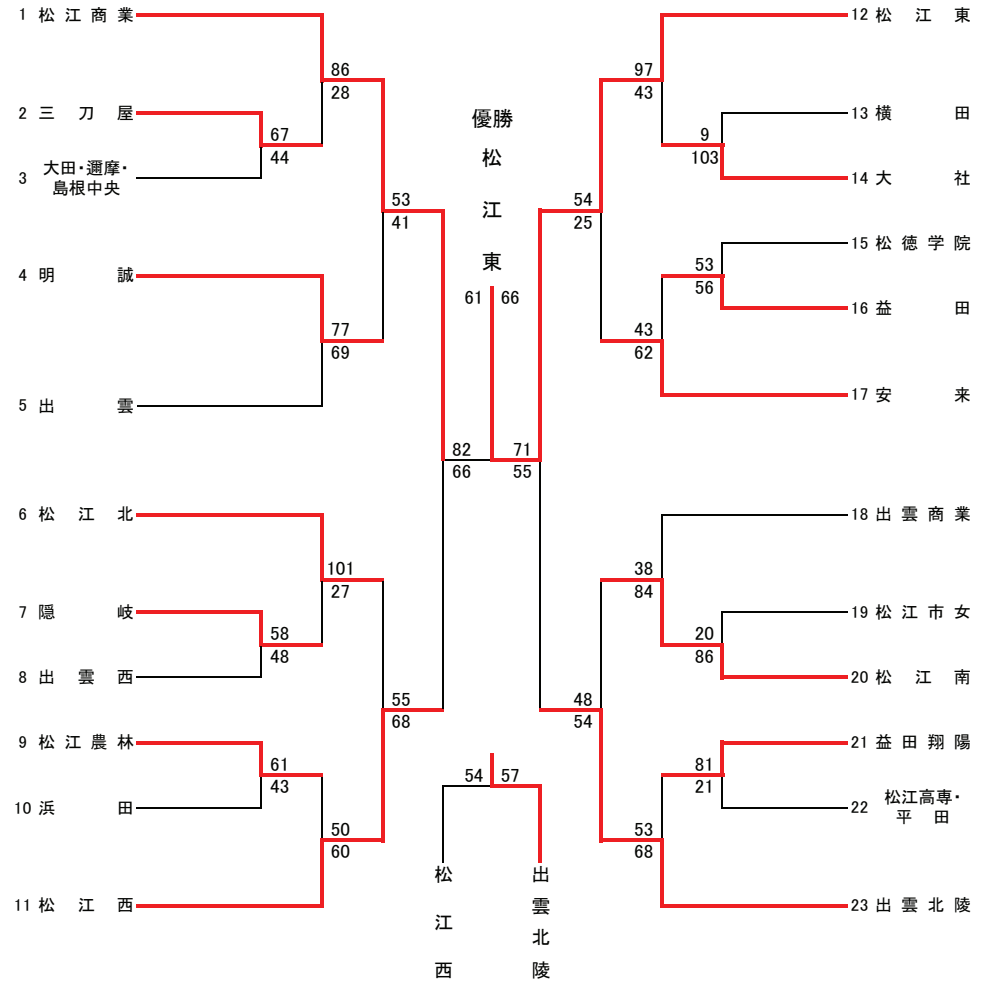 1 松江商業
86
28
2 三刀屋
67
44
3 大田・邇摩・
島根中央
53
41
4 明誠
77
69
5 出雲
82
66
6 松江北
101
27
7 隠岐
58
48
8 出雲西
55
68
9 松江農林
61
43
10 浜田
50
60
11 松江西
優勝
松江東
61 66
54 57
松江西
出雲北陵
12 松江東
97
43
13 横田
9
103
14 大社
54
25
15 松徳学院
53
56
16 益田
43
62
17 安来
71
55
18 出雲商業
38
84
19 松江市女
20
86
20 松江南
48
54
21 益田翔陽
81
21
22 松江高専・
平田
53
68
23 出雲北陵